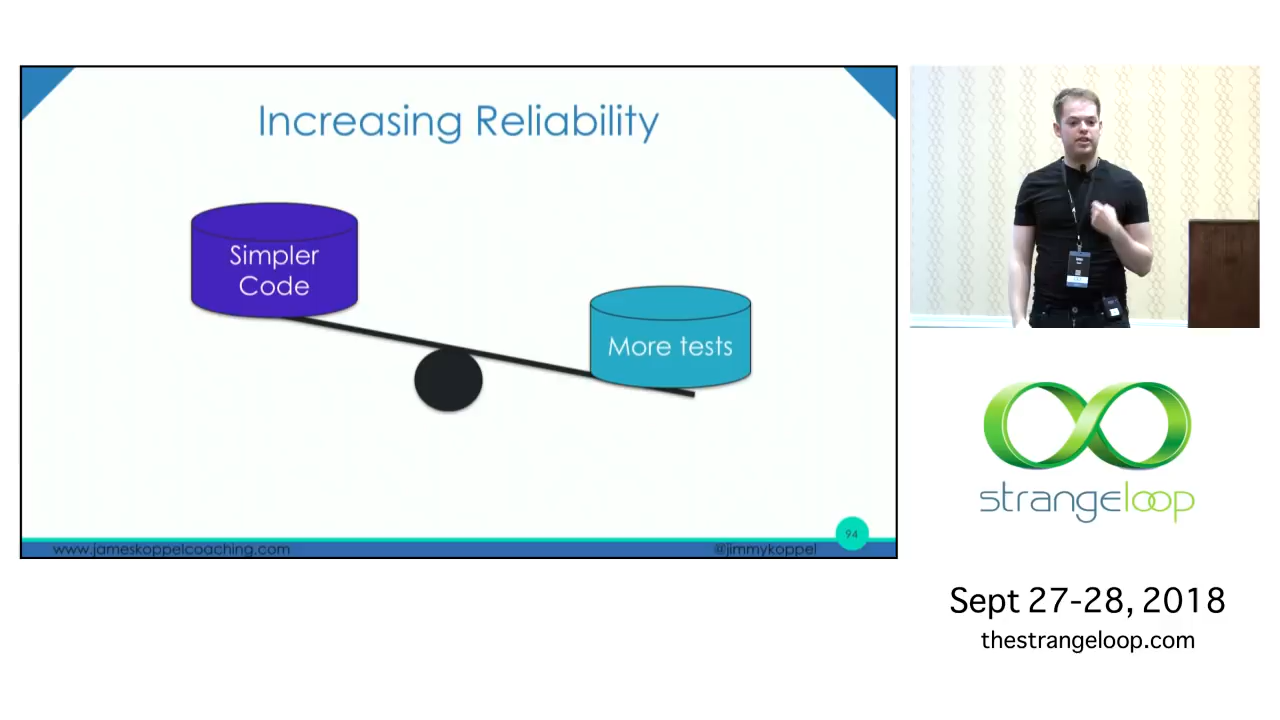 Increasing Reliability
Simpler
Code
More tests
94
www.jameskoppelcoaching.com
@jimmykoppel
strangeloop
Sept 27-28, 2018
thestrangeloop.com